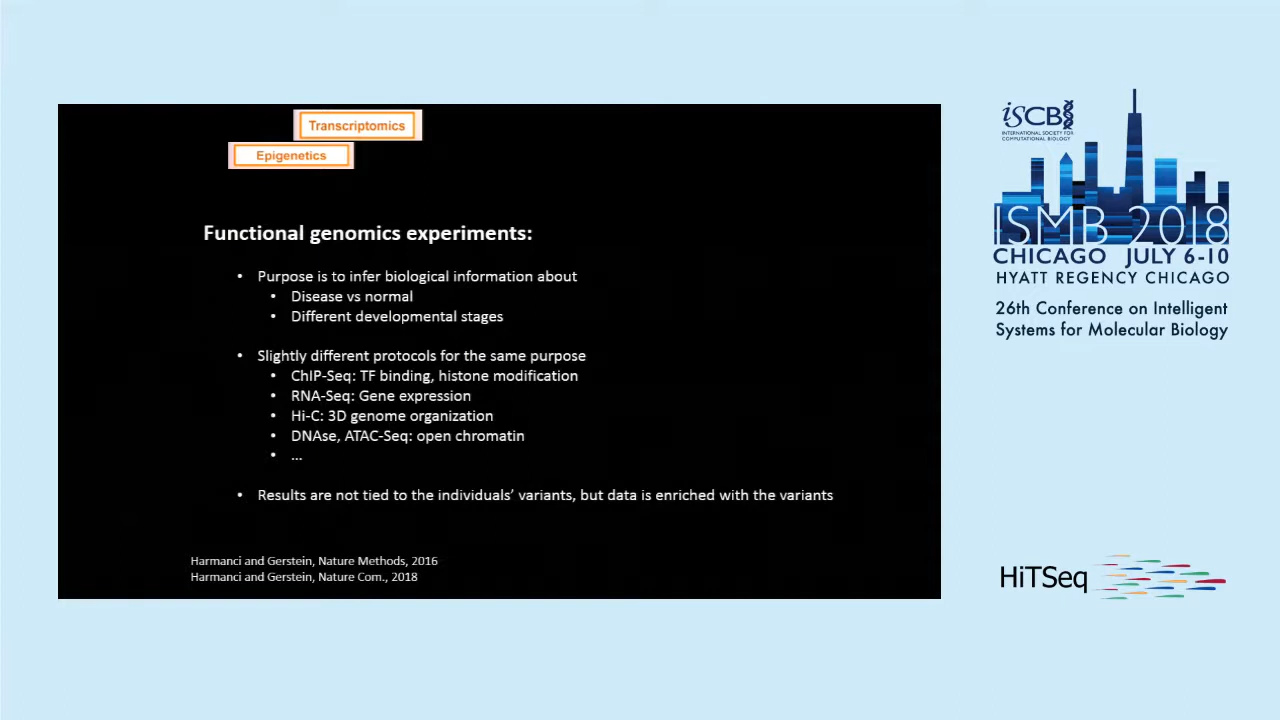 Transcriptomics
Epigenetics
Functional genomics experiments:
• Purpose is to infer biological information about
• Disease vs normal
• Different developmental stages
• Slightly different protocols for the same purpose
• ChIP-Seq: TF binding, histone modification
• RNA-Seq: Gene expression
• Hi-C: 3D genome organization
• DNAse, ATAC-Seq: open chromatin
• ...
• Results are not tied to the individuals' variants, but data is enriched with the variants
Harmanci and Gerstein, Nature Methods, 2016
Harmanci and Gerstein, Nature Com., 2018
iSCB
INTERNATIONAL SOCIETY FOR
COMPUTATIONAL BIOLOGY
ISMB 2018
CHICAGO JULY 6-10
HYATT REGENCY CHICAGO
26th Conference on Intelligent
Systems for Molecular Biology
HiTSeq